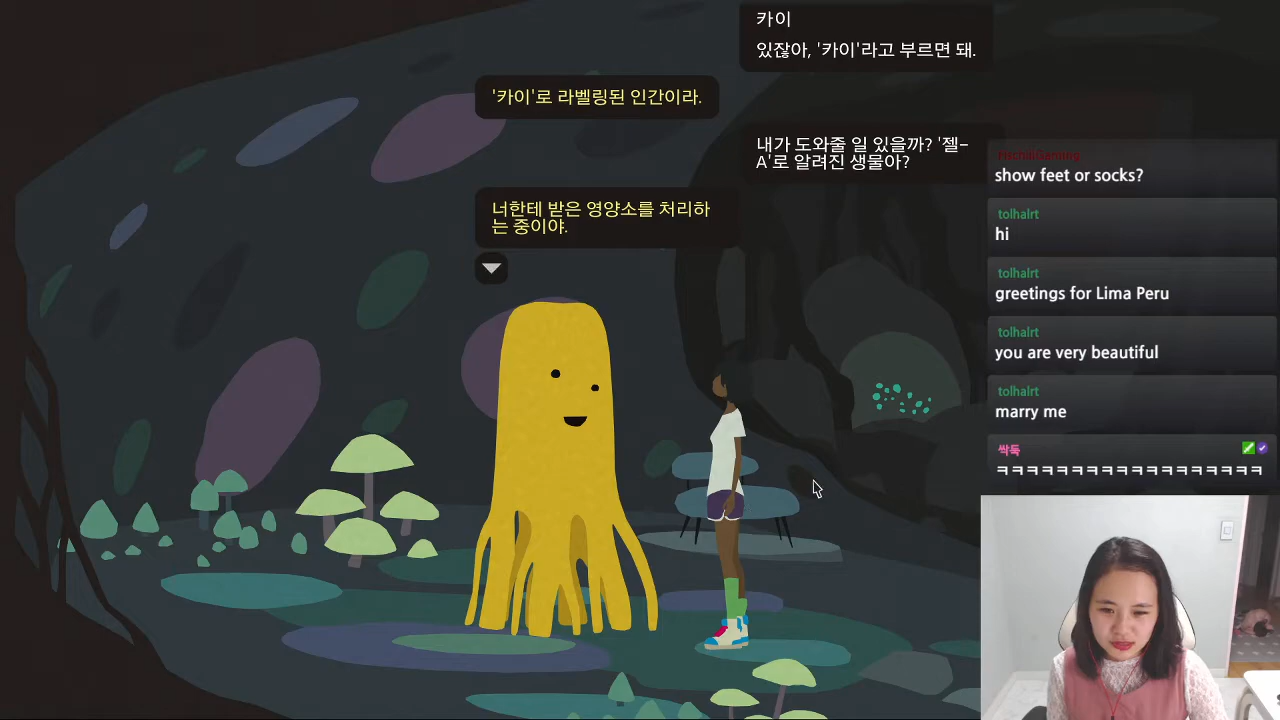 카이
있잖아, '카이'라고 부르면 돼.
'카이'로 라벨링된 인간이라.
내가 도와줄 일 있을까? '젤-
A'로 알려진 생물아?
너한테 받은 영양소를 처리하
는 중이야.
show feet or socks?
tolhalrt
hi
tolhalrt
greetings for Lima Peru
tolhalrt
you are very beautiful
tolhalrt
marry me
싹둑
ㅋㅋㅋㅋㅋㅋㅋㅋㅋㅋㅋㅋㅋㅋㅋㅋㅋㅋ